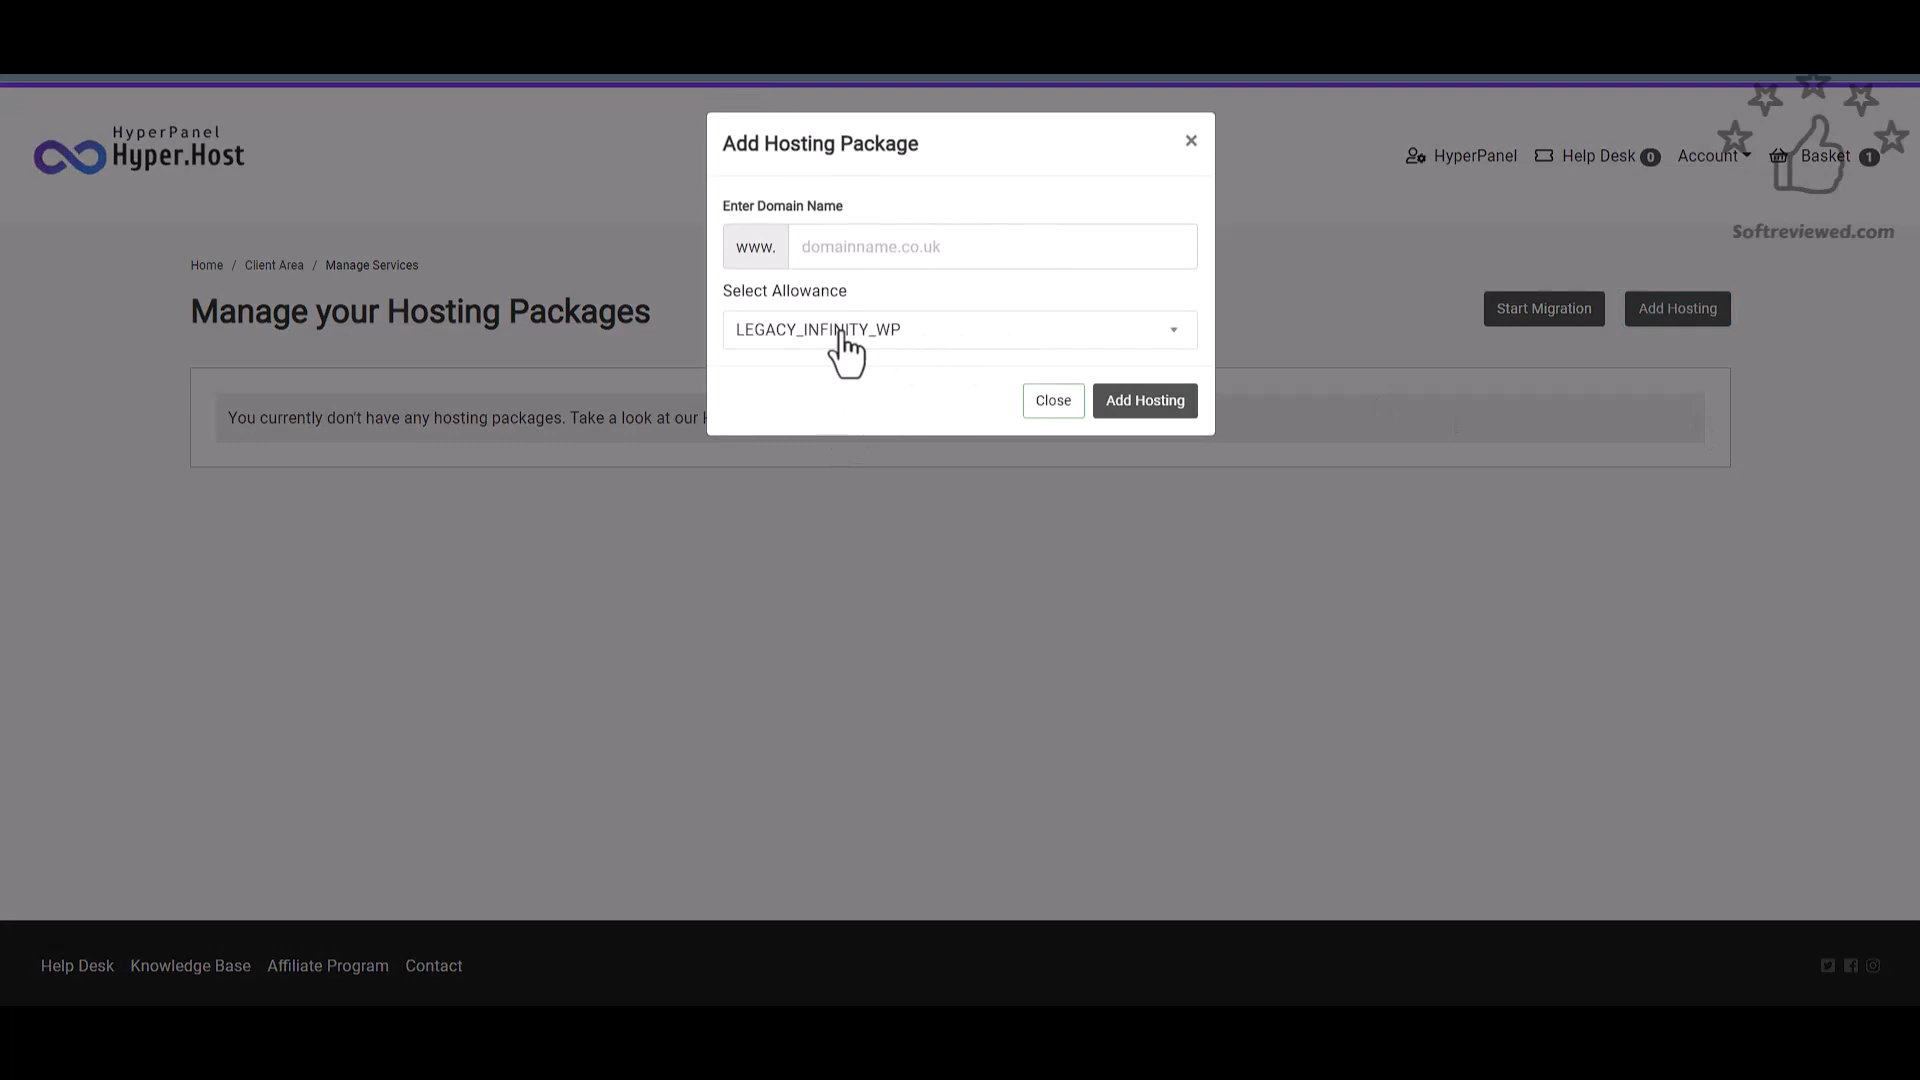 HyperPanel
Hyper.Host
HyperPanel
Help Desk 0
Account
Basket 1
Softreviewed.com
Home / Client Area / Manage Services
Manage your Hosting Packages
Start Migration
Add Hosting
You currently don't have any hosting packages. Take a look at our
Add Hosting Package
×
Enter Domain Name
www. domainname.co.uk
Select Allowance
LEGACY_INFINITY_WP
Close
Add Hosting
Help Desk Knowledge Base Affiliate Program Contact